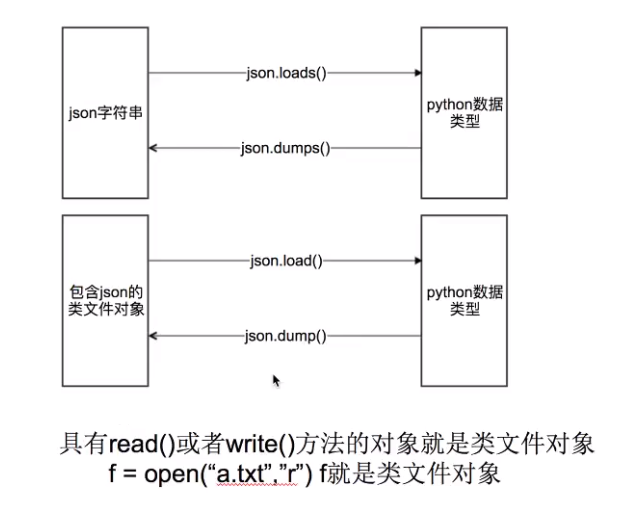 json字符串
json.loads()
python数据
类型
json.dumps()
包含json的
类文件对象
json.load()
python数据
类型
json.dump()
具有read()或者write()方法的对象就是类文件对象
f = open(“a.txt”,”r”) f就是类文件对象